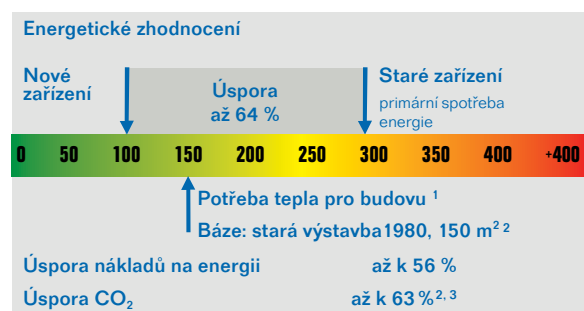 Energetické zhodnocení
Nové zařízení
Úspora až 64 %
Staré zařízení
primární spotřeba energie
0 50 100 150 200 250 300 350 400 +400
Potřeba tepla pro budovu ¹
Báze: stará výstavba1980, 150 m² ²
Úspora nákladů na energii až k 56 %
Úspora CO₂ až k 63 %²,³